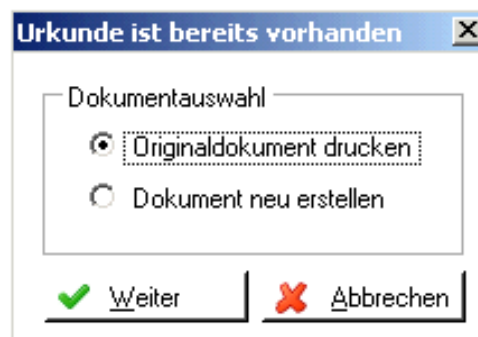 Urkunde ist bereits vorhanden
Dokumentauswahl
Originaldokument drucken
Dokument neu erstellen
Weiter Abbrechen